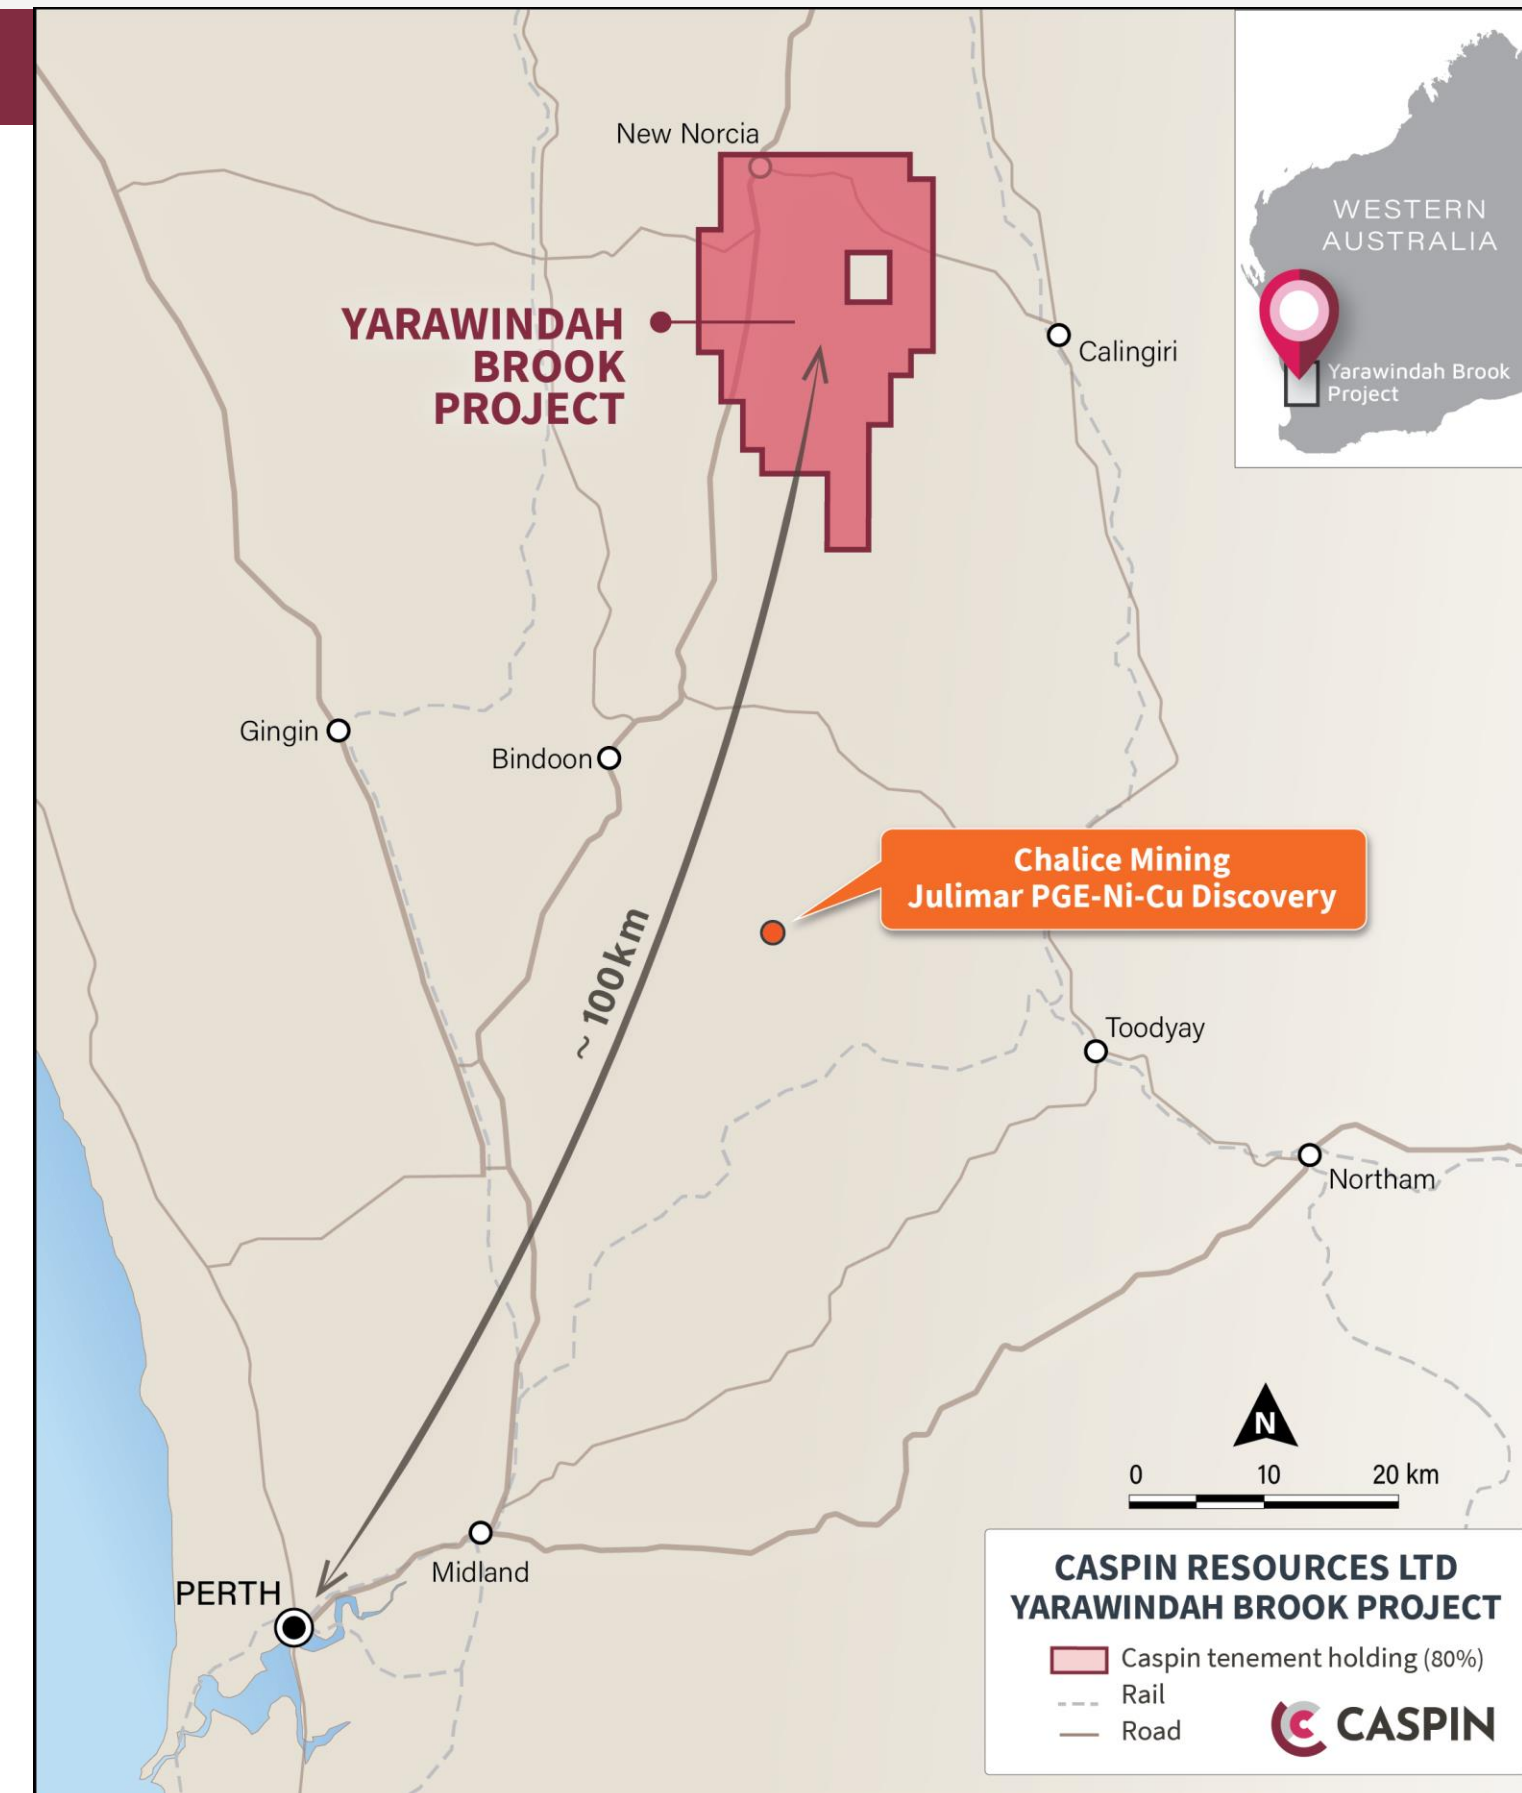 New Norcia
WESTERN
AUSTRALIA
YARAWINDAH
BROOK
PROJECT
Calingiri
Yarawindah Brook
Project
Gingin
Bindoon
Chalice Mining
Julimar PGE-Ni-Cu Discovery
~ 100km
Toodyay
Northam
N
0 10 20 km
Midland
PERTH
CASPIN RESOURCES LTD
YARAWINDAH BROOK PROJECT
Caspin tenement holding (80%)
Rail
Road
CASPIN